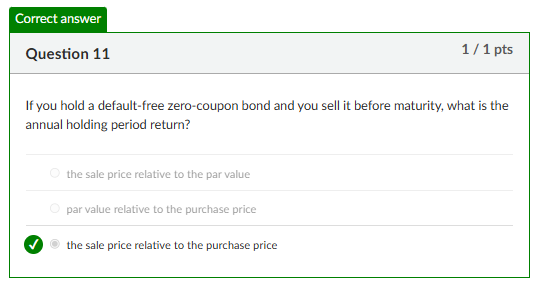 Correct answer
Question 11
1 / 1 pts
If you hold a default-free zero-coupon bond and you sell it before maturity, what is the
annual holding period return?
the sale price relative to the par value
par value relative to the purchase price
the sale price relative to the purchase price